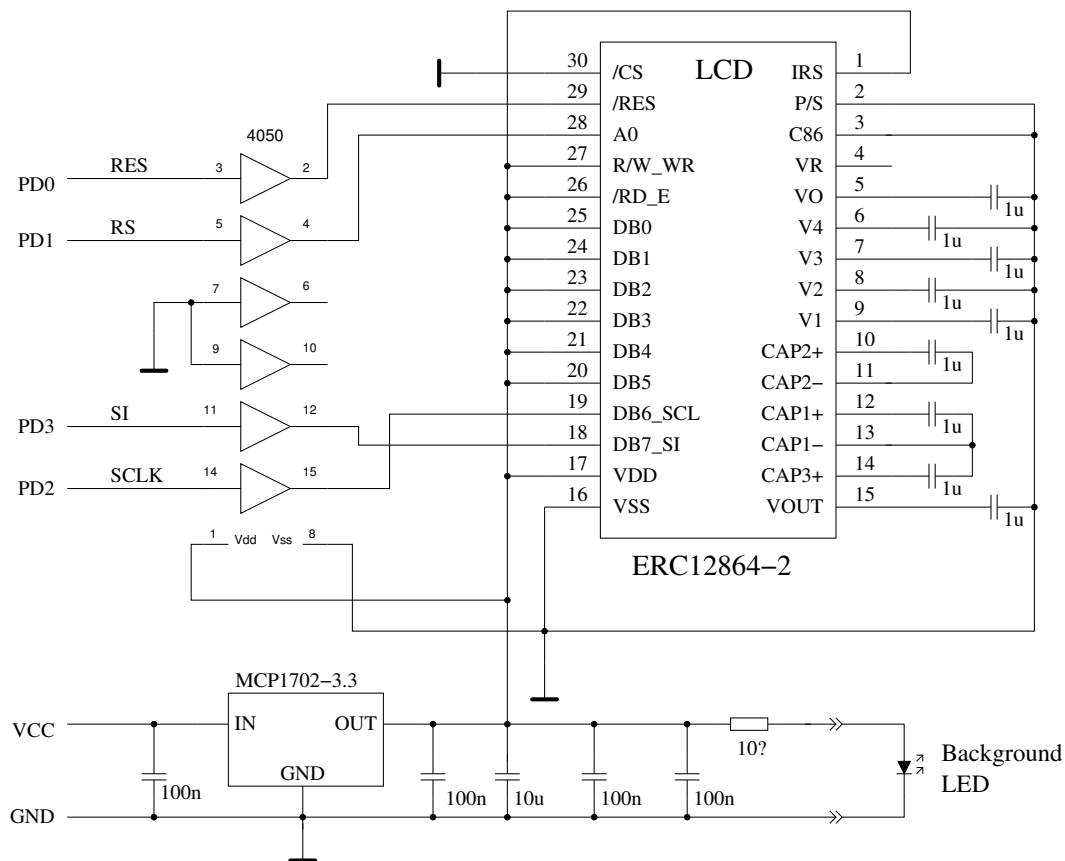 30 /CS LCD IRS 1
29 /RES P/S 2
28 A0 C86 3
4050
27 R/W_WR VR 4
PD0 RES 3 2
26 /RD_E VO 5
1u
25 DB0 V4 6
1u
PD1 RS 5 4
24 DB1 V3 7
1u
23 DB2 V2 8
1u
7 6
22 DB3 V1 9
1u
21 DB4 CAP2+ 10
1u
9 10
20 DB5 CAP2− 11
19 DB6_SCL CAP1+ 12
1u
PD3 SI 11 12
18 DB7_SI CAP1− 13
17 VDD CAP3+ 14
1u
PD2 SCLK 14 15
16 VSS VOUT 15
1u
1 Vdd Vss 8
ERC12864−2
MCP1702−3.3
VCC IN OUT
10?
GND
100n 100n 10u 100n 100n
Background
LED
GND